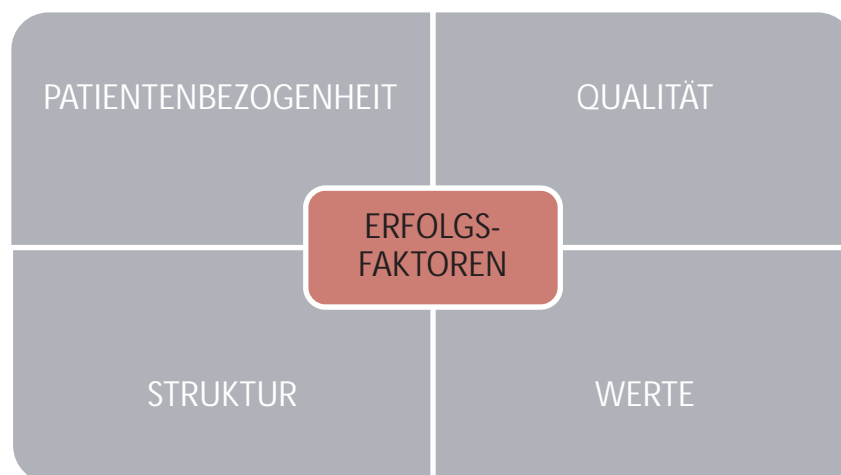 PATIENTENBEZOGENHEIT
QUALITÄT
ERFOLGS-
FAKTOREN
STRUKTUR
WERTE